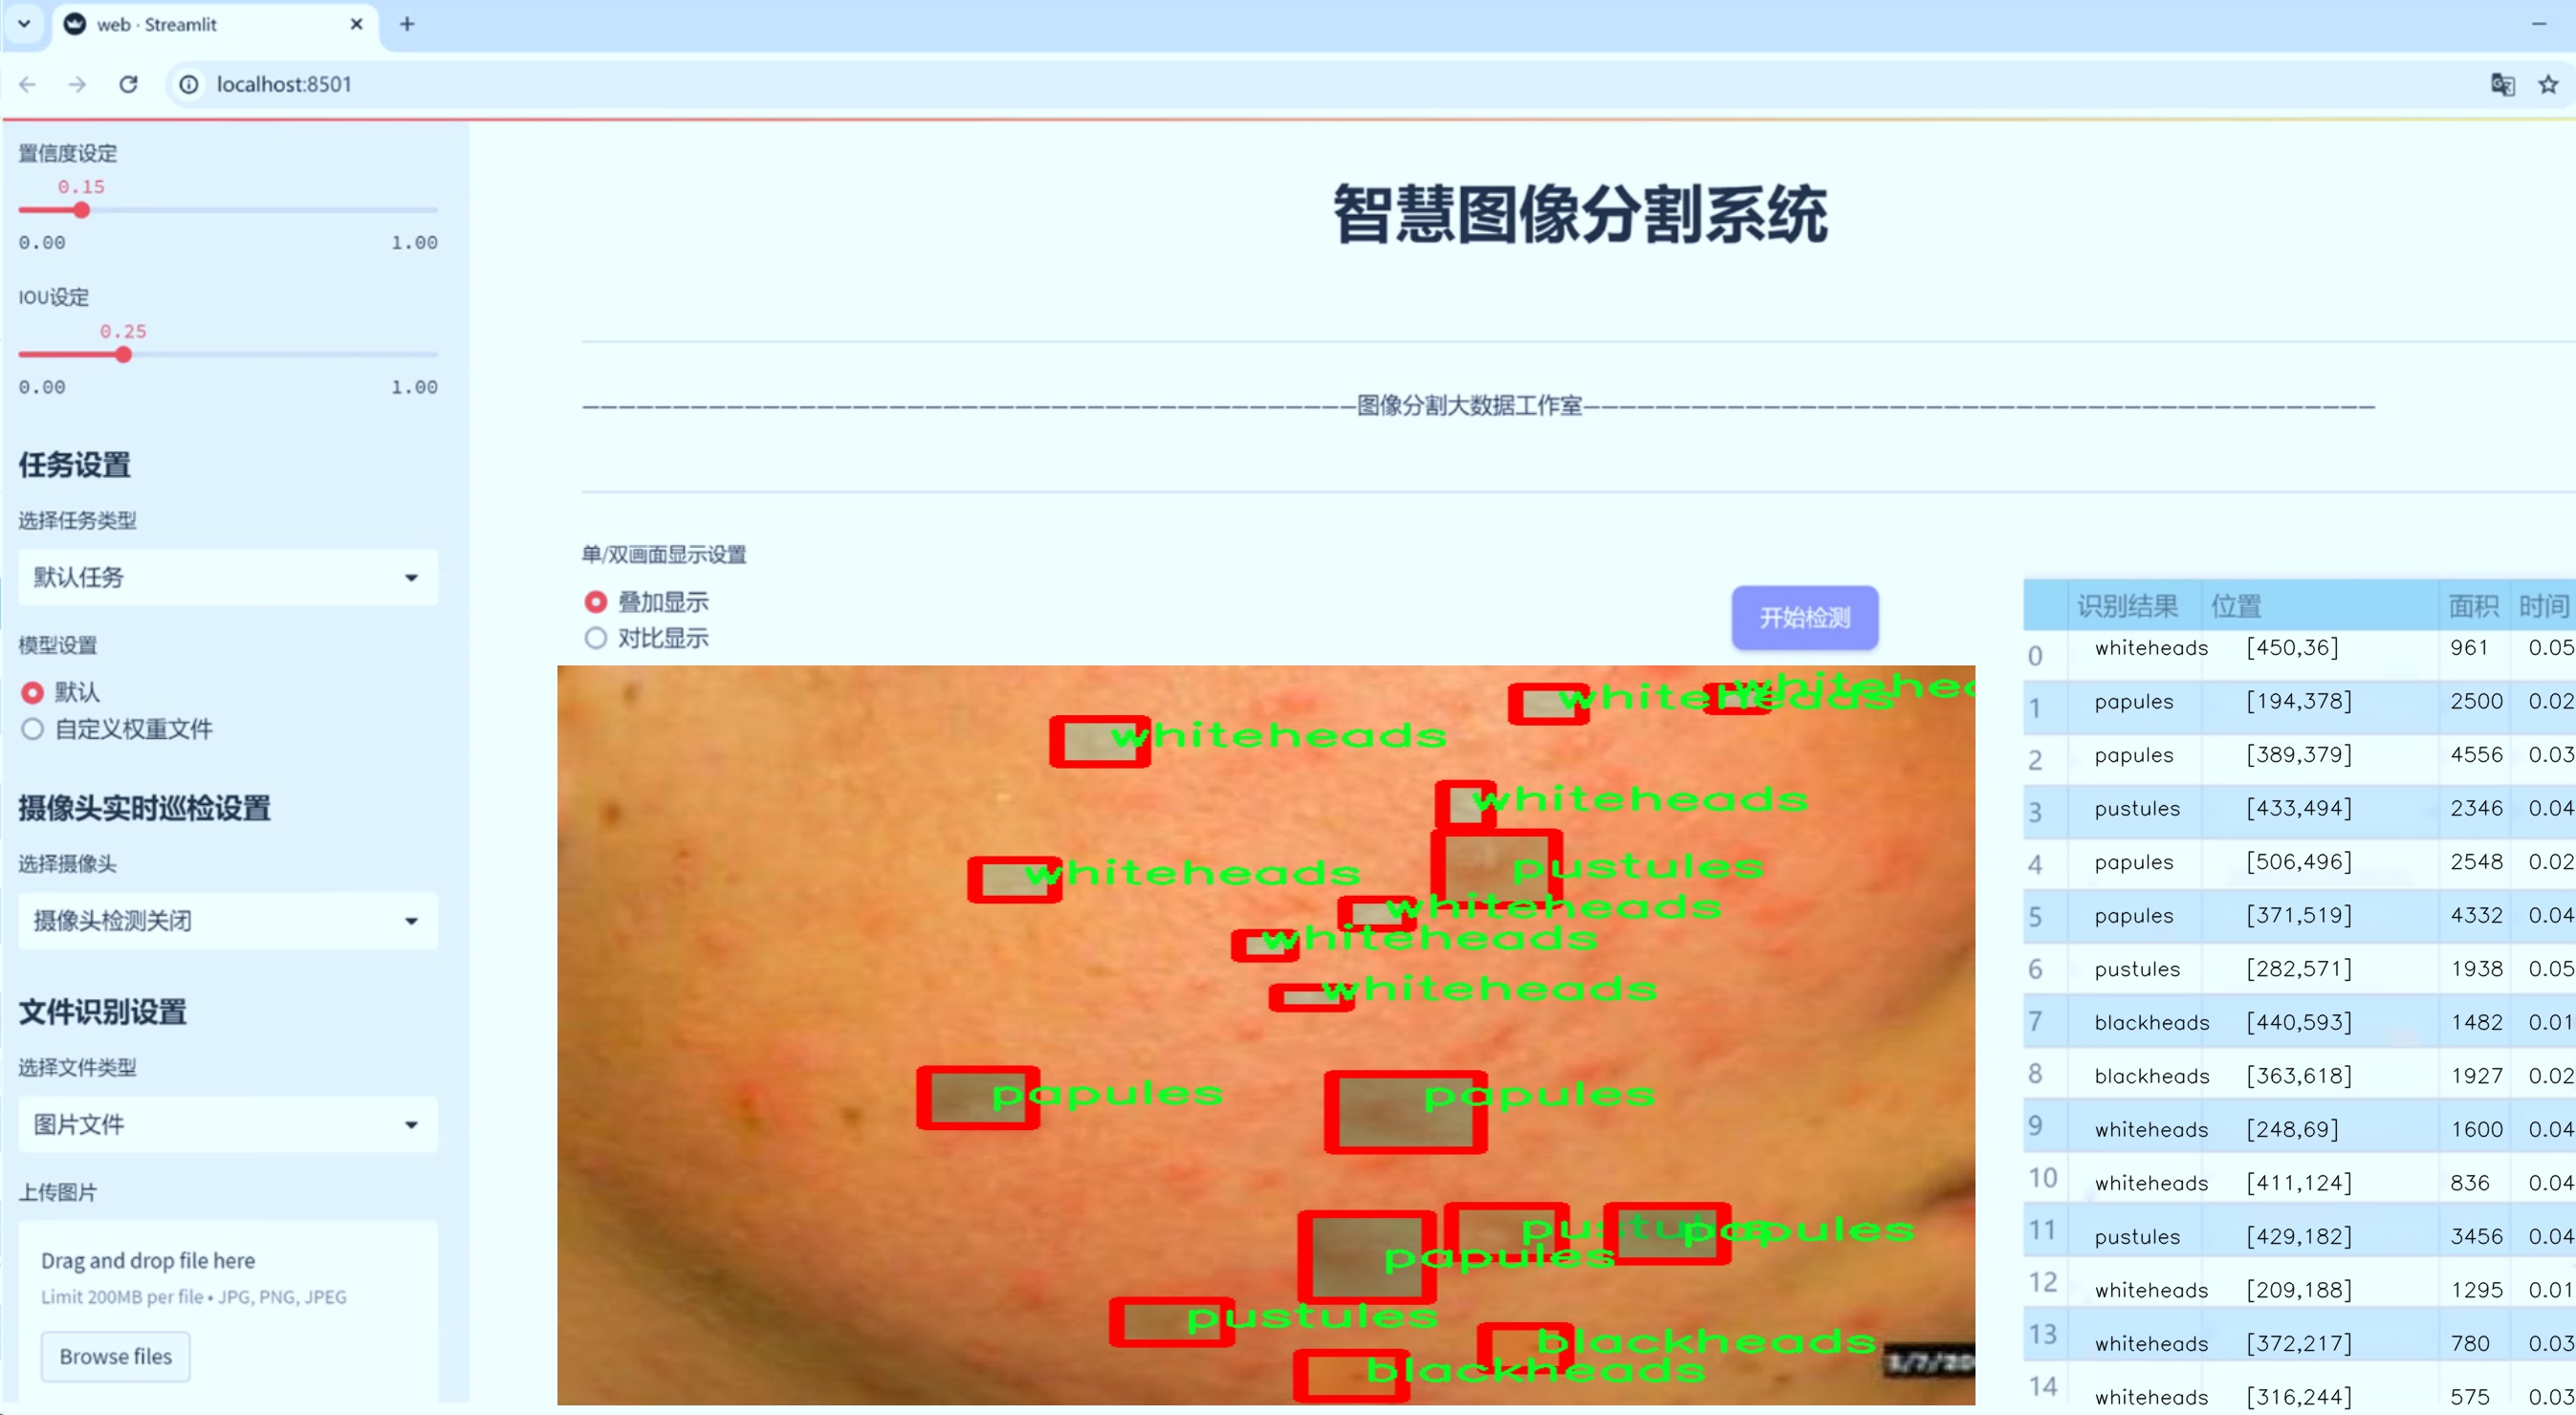 web · Streamlit
localhost:8501
置信度设定
0.15
0.00 1.00
IOU设定
0.25
0.00 1.00
任务设置
选择任务类型
默认任务
模型设置
默认
自定义权重文件
摄像头实时巡检设置
选择摄像头
摄像头检测关闭
文件识别设置
选择文件类型
图片文件
上传图片
Drag and drop file here
Limit 200MB per file • JPG, PNG, JPEG
Browse files
智慧图像分割系统
图像分割大数据工作室
单/双画面显示设置
叠加显示
对比显示
开始检测
whiteheads
whitehea
whiteheads
whiteheads
whiteheads
pustules
whiteheads
whiteheads
whiteheads
papules
papules
pustules
papules
papules
pustules
blackheads
blackheads
识别结果 位置 面积 时间
0 whiteheads [450,36] 961 0.05
1 papules [194,378] 2500 0.02
2 papules [389,379] 4556 0.03
3 pustules [433,494] 2346 0.04
4 papules [506,496] 2548 0.02
5 papules [371,519] 4332 0.04
6 pustules [282,571] 1938 0.05
7 blackheads [440,593] 1482 0.01
8 blackheads [363,618] 1927 0.02
9 whiteheads [248,69] 1600 0.04
10 whiteheads [411,124] 836 0.04
11 pustules [429,182] 3456 0.04
12 whiteheads [209,188] 1295 0.01
13 whiteheads [372,217] 780 0.03
14 whiteheads [316,244] 575 0.03